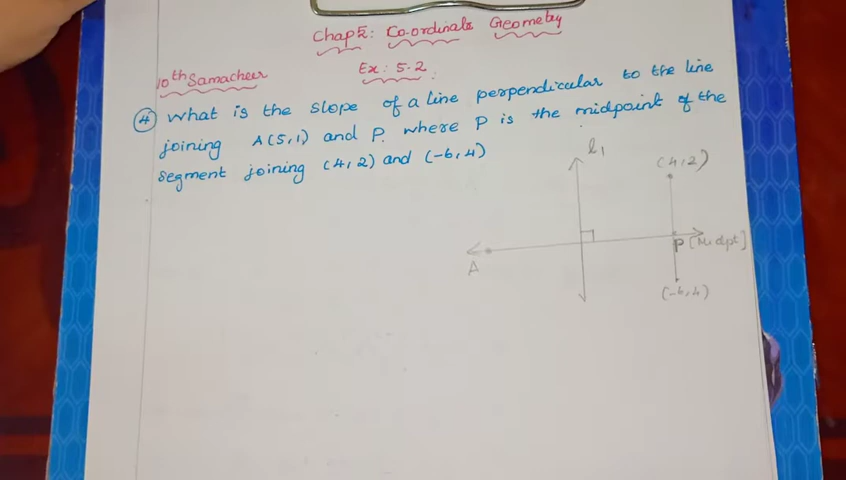 Chapt: Co-ordinate Geometry
10th Samacheer
Ex: 5.2
4 What is the slope of a line perpendicular to the line
joining A(5,1) and P where P is the midpoint of the
segment joining (4,2) and (-6,4)
l1
(4,2)
P [Midpt]
A
(-6,4)